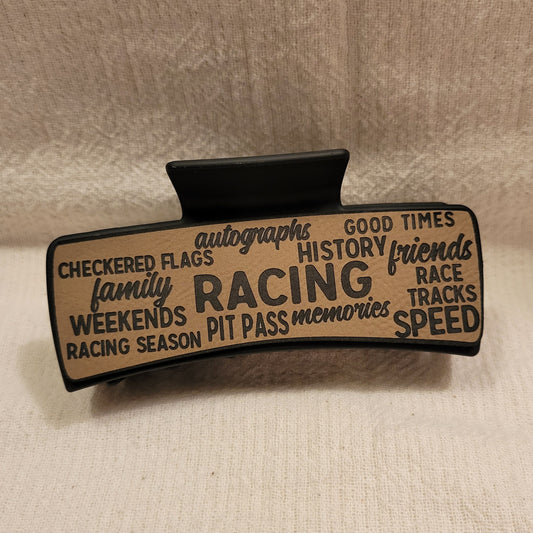 autographs
GOOD TIMES
CHECKERED FLAGS
HISTORY
friends
family
RACING
RACE
TRACKS
WEEKENDS
PIT PASS
memories
SPEED
RACING SEASON